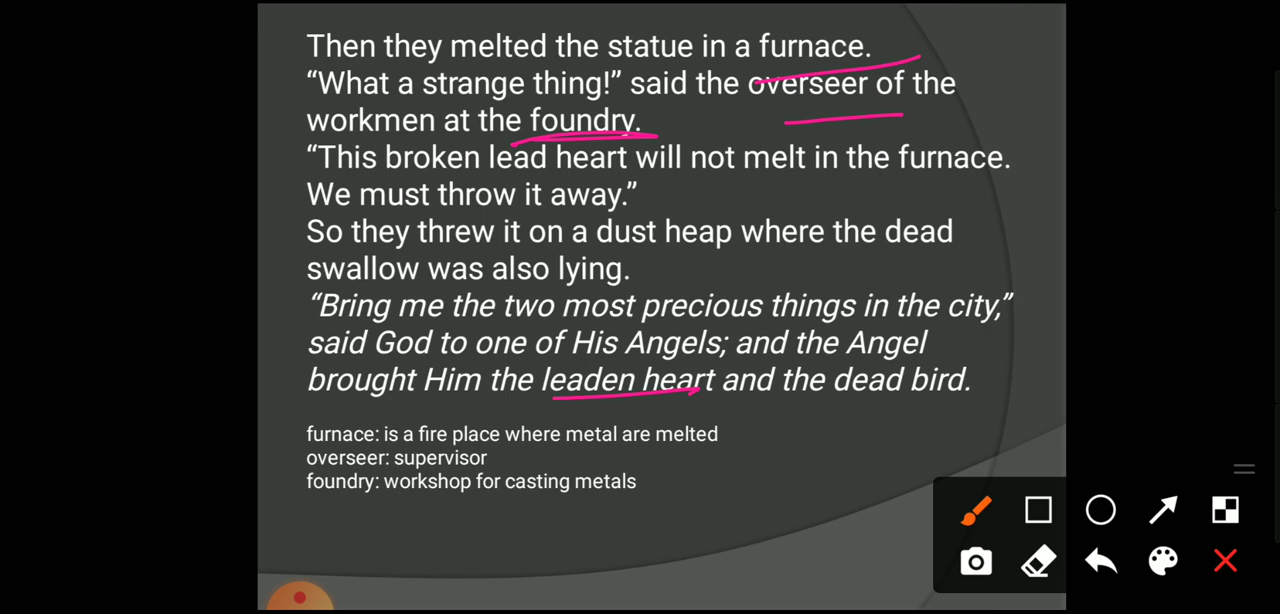 Then they melted the statue in a furnace.
“What a strange thing!” said the overseer of the
workmen at the foundry.
“This broken lead heart will not melt in the furnace.
We must throw it away.”
So they threw it on a dust heap where the dead
swallow was also lying.
“Bring me the two most precious things in the city,”
said God to one of His Angels; and the Angel
brought Him the leaden heart and the dead bird.
furnace: is a fire place where metal are melted
overseer: supervisor
foundry: workshop for casting metals